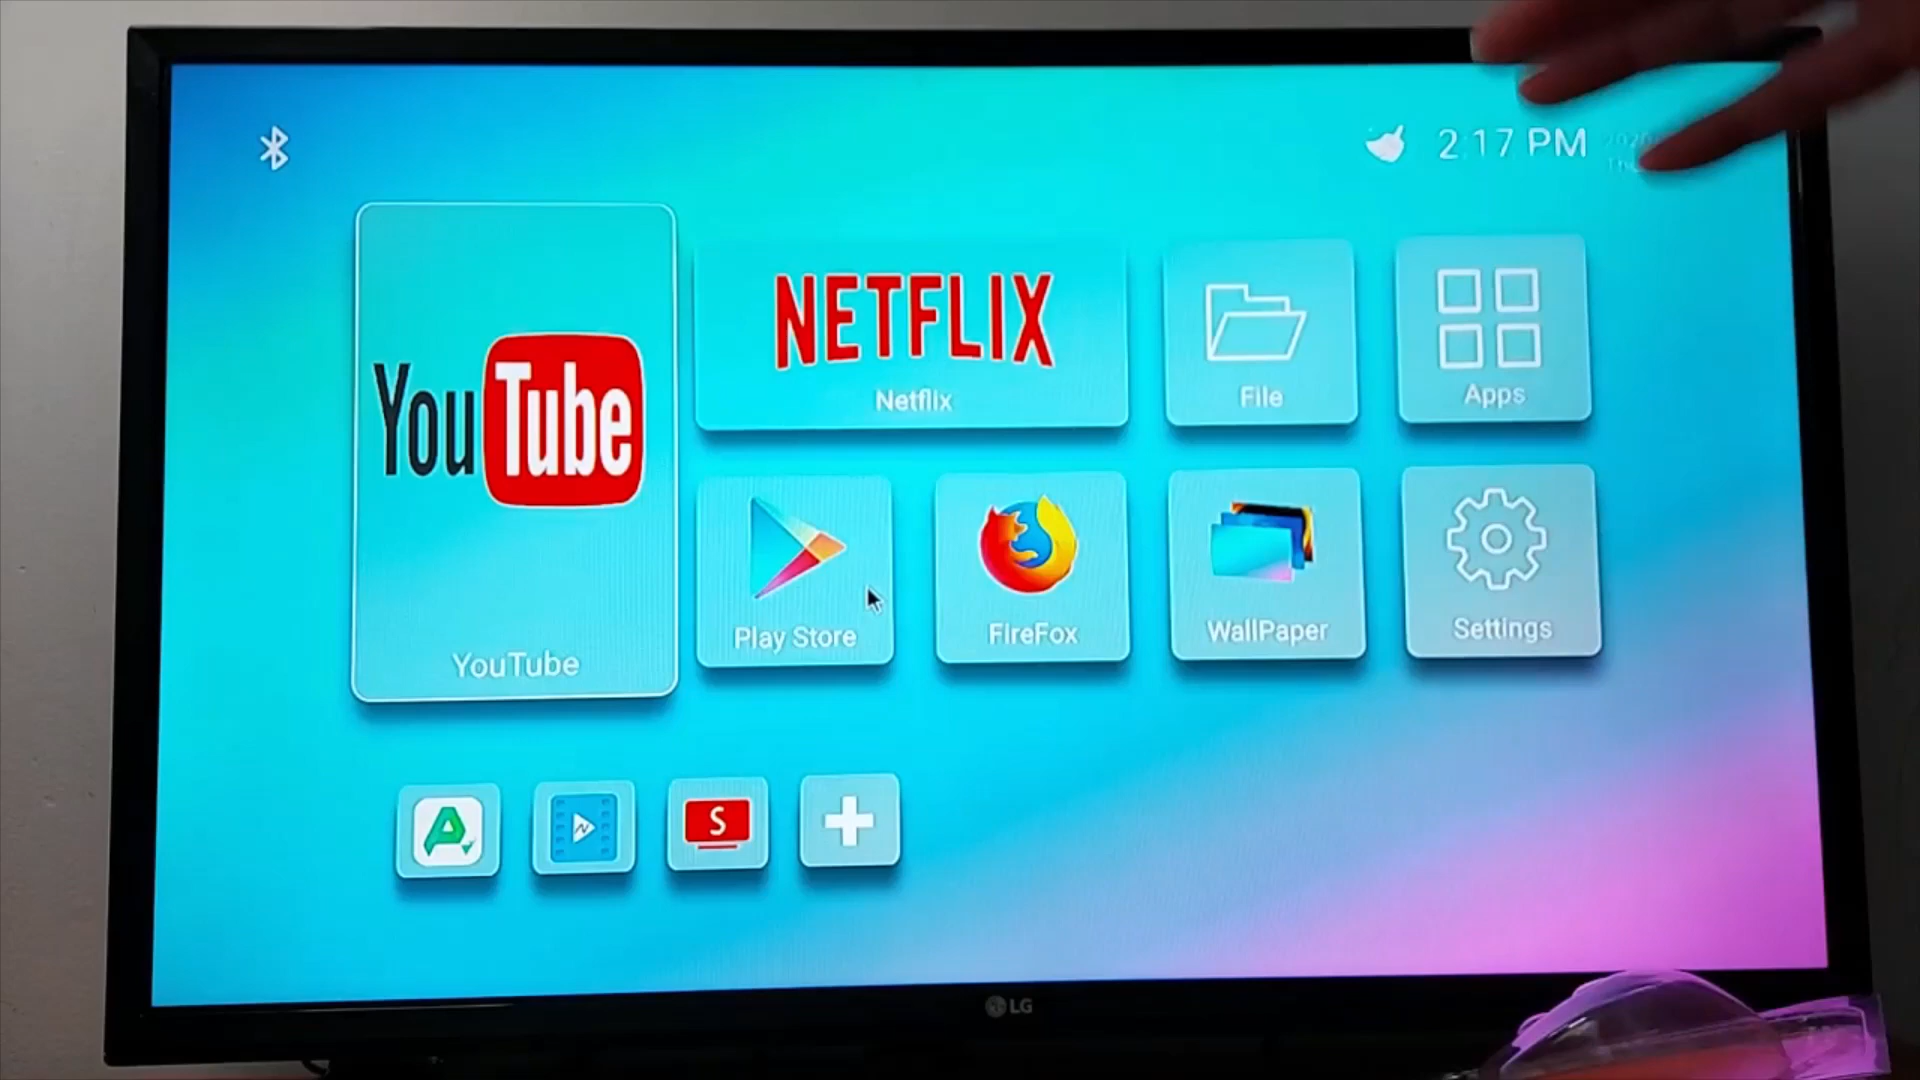 2:17 PM
YouTube
NETFLIX
Netflix
File
Apps
Play Store
FireFox
WallPaper
Settings
YouTube
S
LG